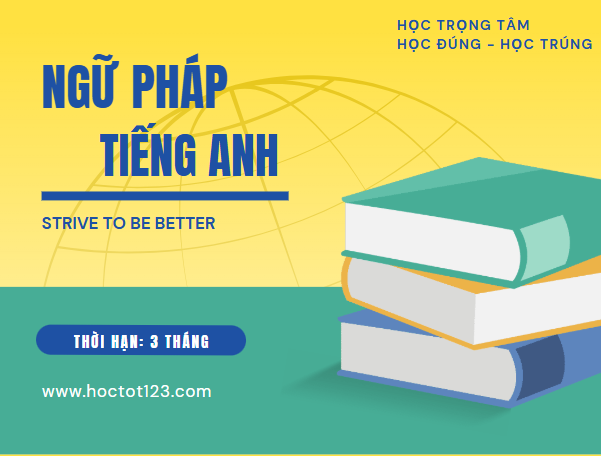 HỌC TRỌNG TÂM
HỌC ĐÚNG - HỌC TRÚNG
NGỮ PHÁP
TIẾNG ANH
STRIVE TO BE BETTER
THỜI HẠN: 3 THÁNG
www.hoctot123.com